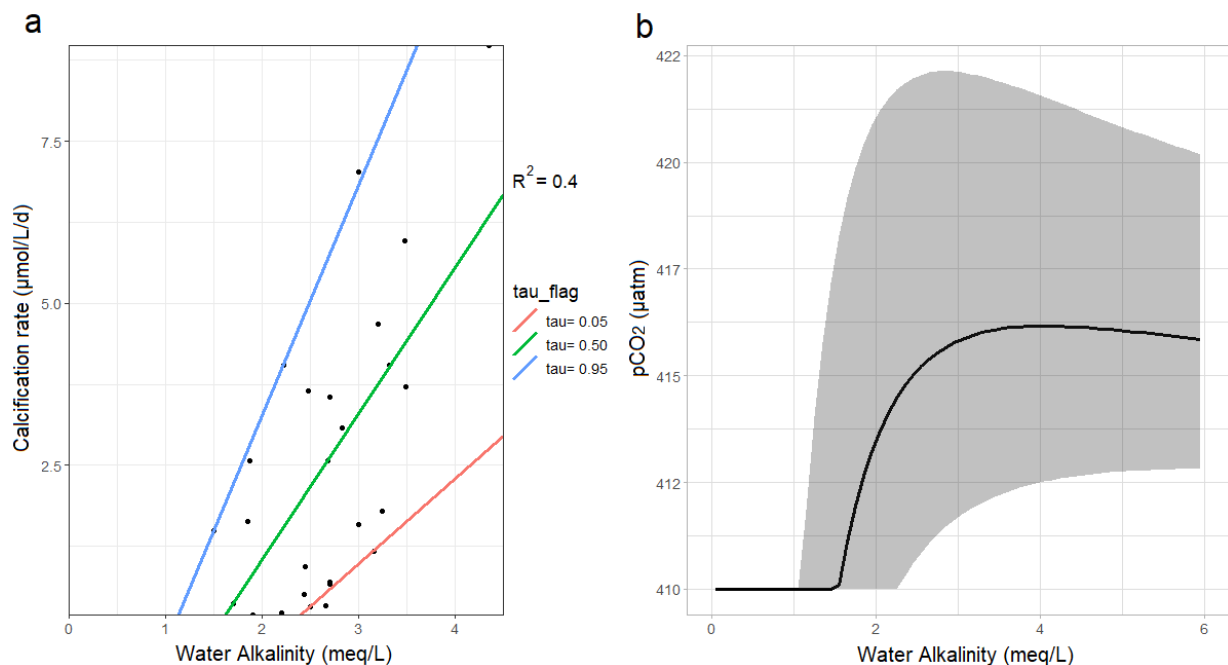 a
7.5
5.0
2.5
0
1
2
3
4
Calcification rate (µmol/L/d)
Water Alkalinity (meq/L)
R2 = 0.4
tau_flag
tau= 0.05
tau= 0.50
tau= 0.95
b
422
420
417
415
412
410
0
2
4
6
pCO2 (µatm)
Water Alkalinity (meq/L)